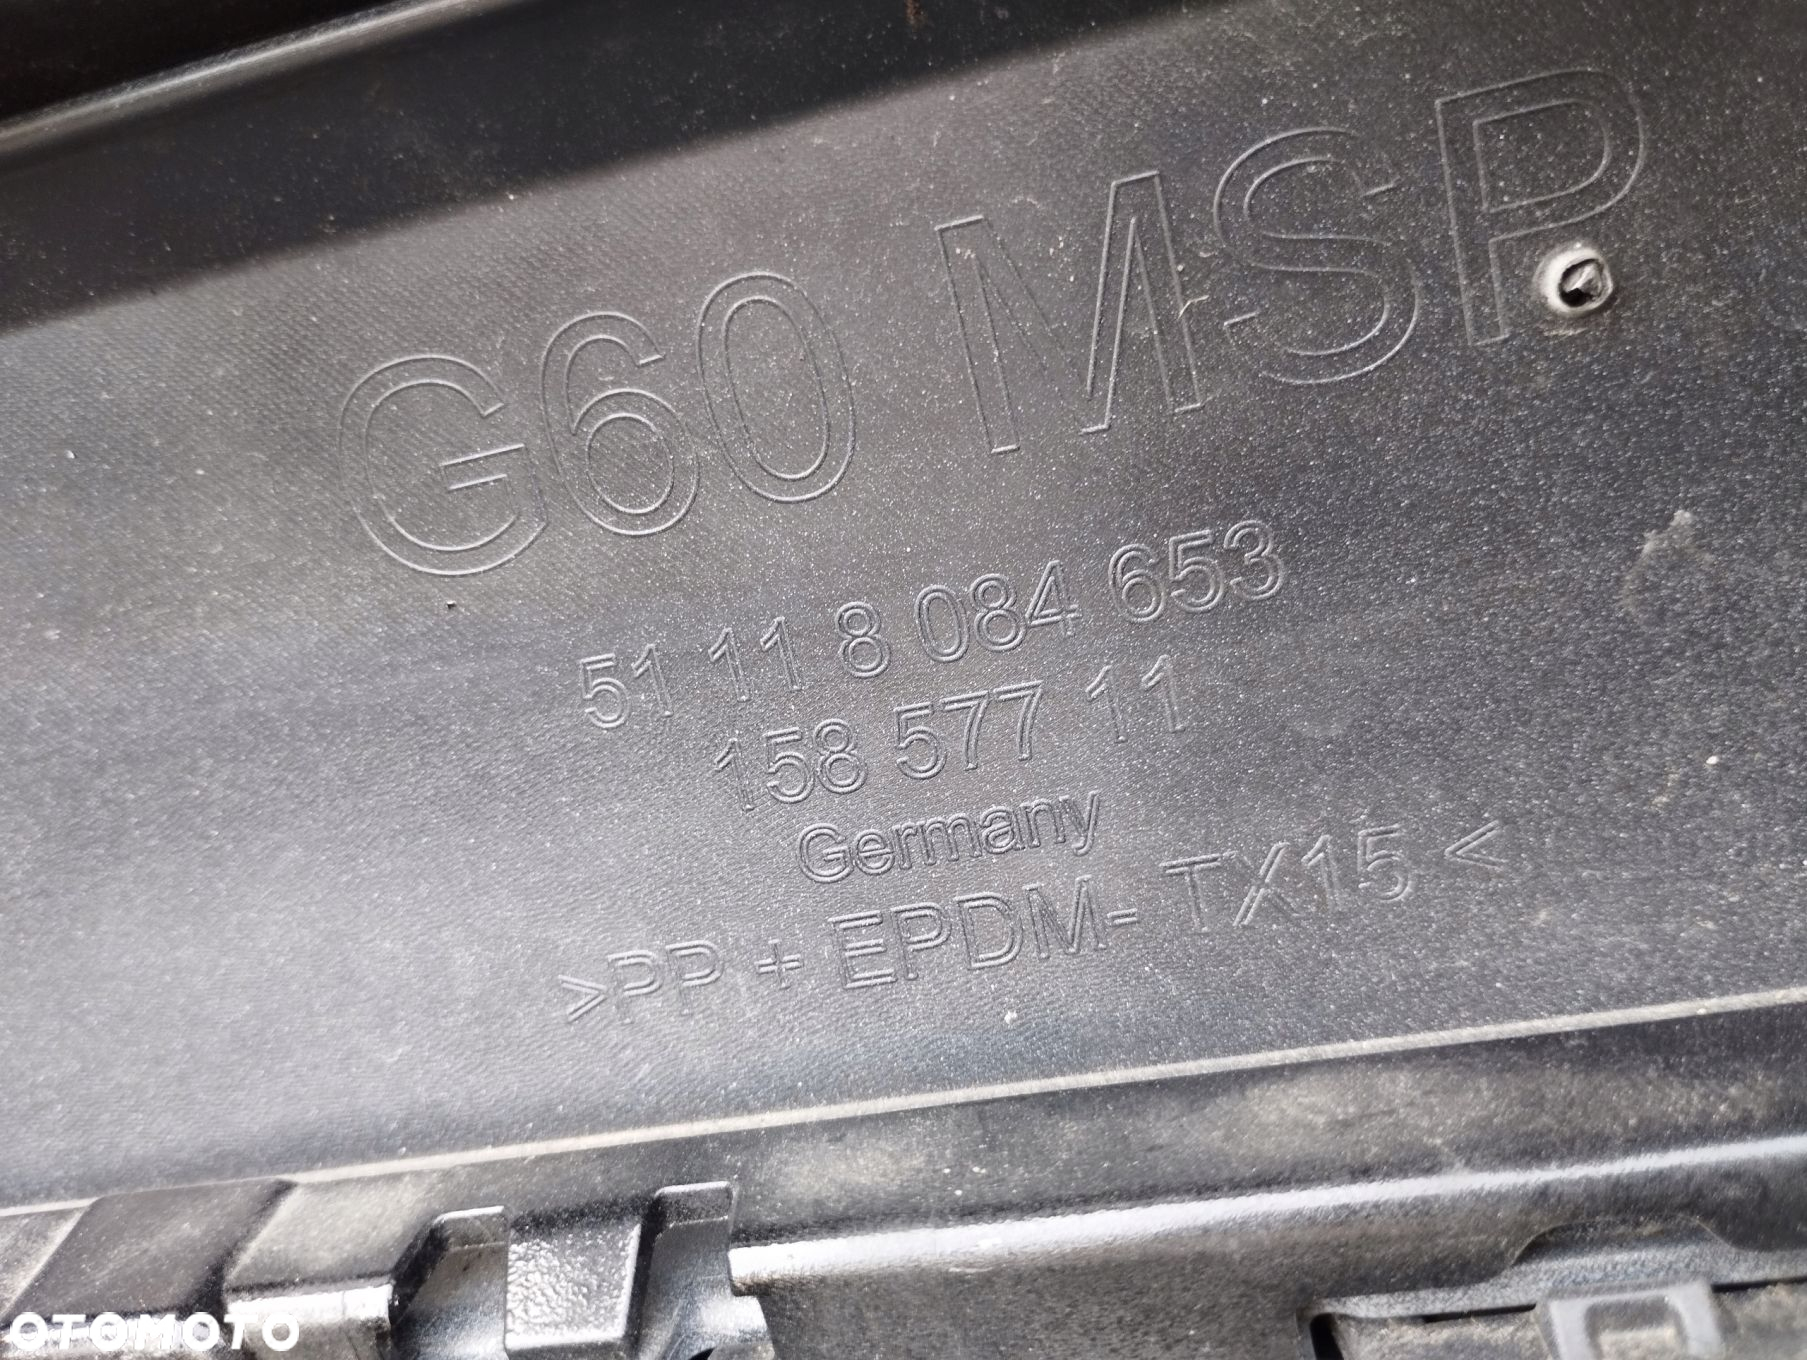 G60 MSP
51 11 8 084 653
158 577 11
Germany
>PP + EPDM- TX15 <
OTOMOTO